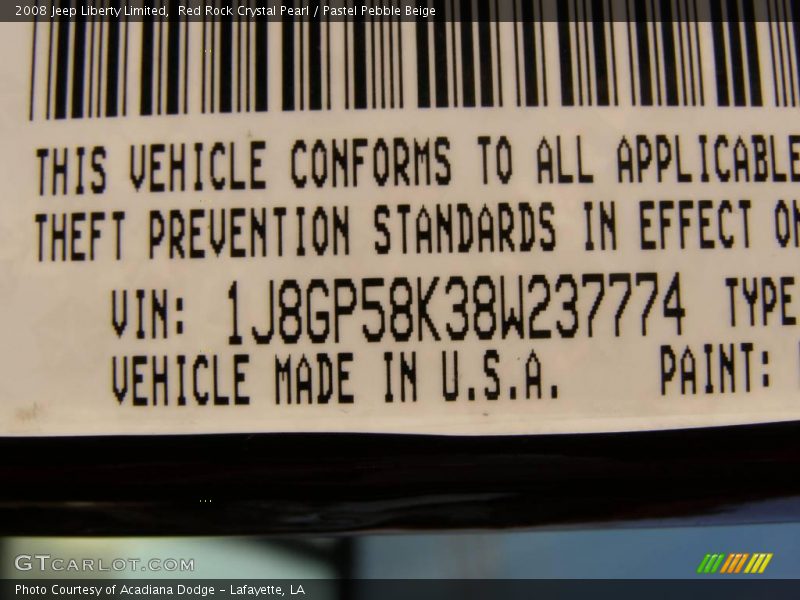 2008 Jeep Liberty Limited,  Red Rock Crystal Pearl / Pastel Pebble Beige
THIS VEHICLE CONFORMS TO ALL APPLICABLE
THEFT PREVENTION STANDARDS IN EFFECT ON
VIN: 1J8GP58K38W237774 TYPE
VEHICLE MADE IN U.S.A. PAINT:
GTCARLOT.COM
Photo Courtesy of Acadiana Dodge - Lafayette, LA